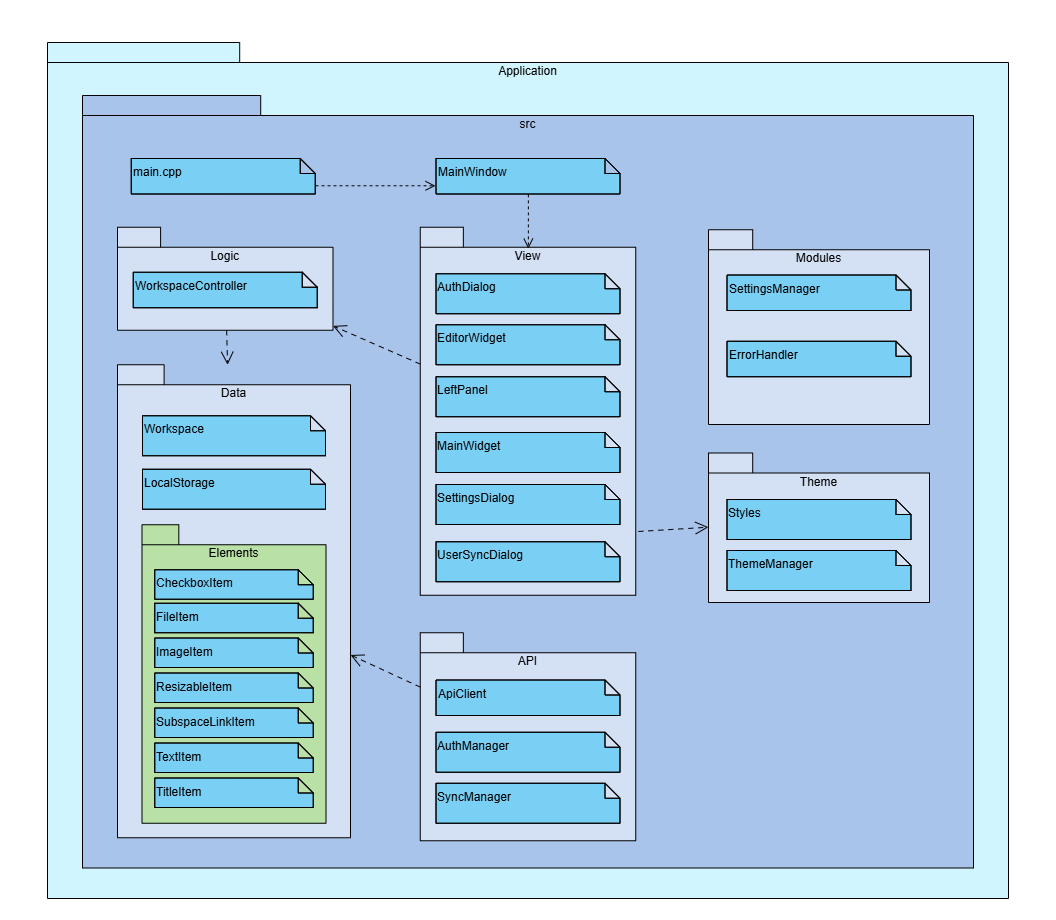 Application
src
main.cpp
MainWindow
Logic
WorkspaceController
View
AuthDialog
EditorWidget
LeftPanel
MainWidget
SettingsDialog
UserSyncDialog
Modules
SettingsManager
ErrorHandler
Data
Workspace
LocalStorage
Elements
CheckboxItem
FileItem
ImageItem
ResizableItem
SubspaceLinkItem
TextItem
TitleItem
Theme
Styles
ThemeManager
API
ApiClient
AuthManager
SyncManager